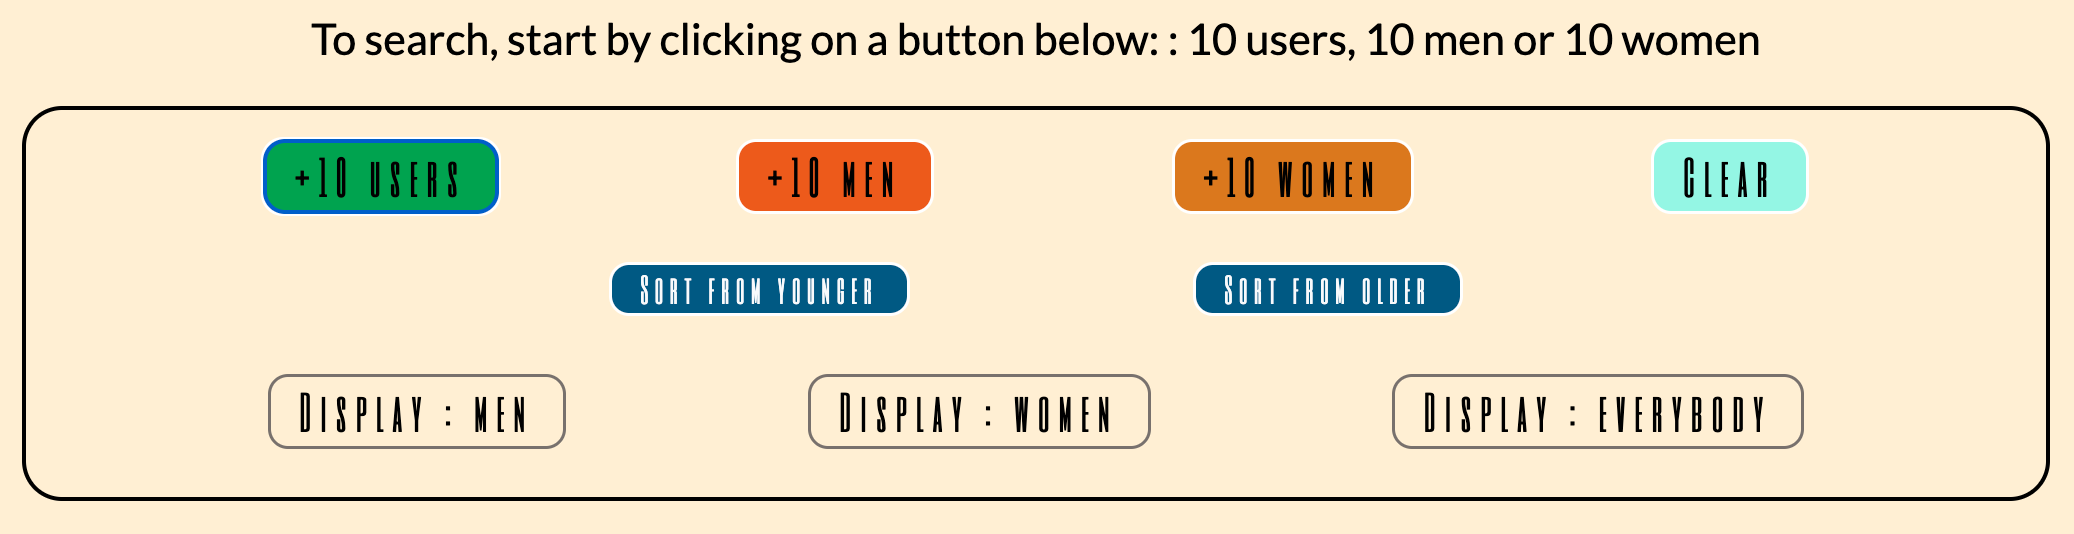 To search, start by clicking on a button below: : 10 users, 10 men or 10 women
+10 users +10 men +10 women Clear
Sort from younger Sort from older
Display : men Display : women Display : everybody